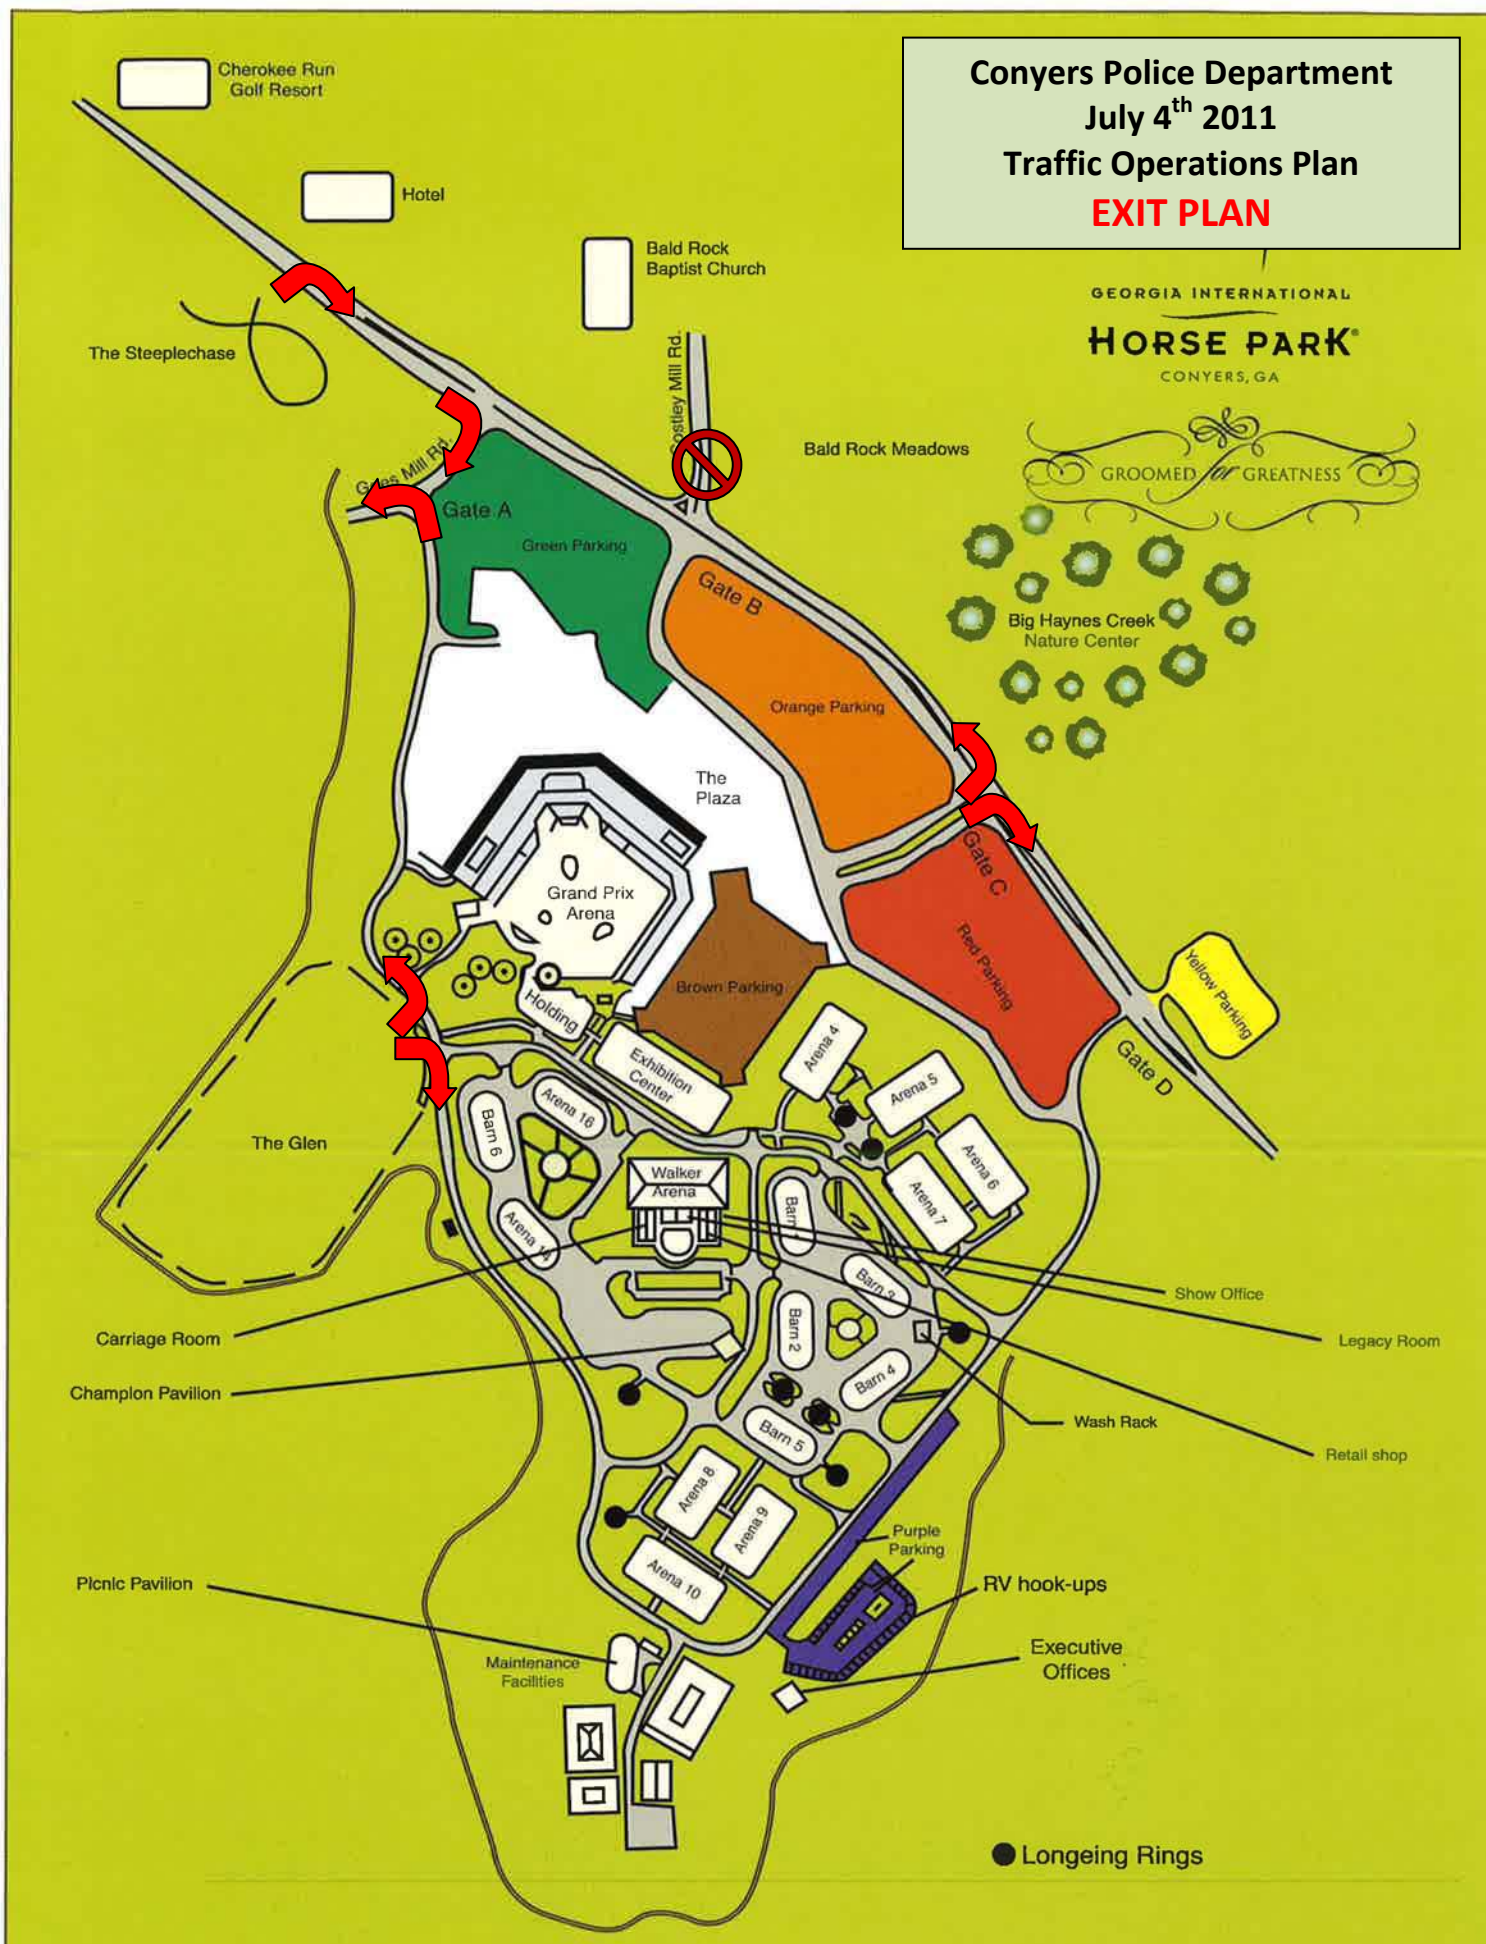 Conyers Police Department
July 4th 2011
Traffic Operations Plan
EXIT PLAN
Cherokee Run
Golf Resort
Hotel
Bald Rock
Baptist Church
GEORGIA INTERNATIONAL
HORSE PARK®
CONYERS, GA
The Steeplechase
Mill Rd.
Bald Rock Meadows
GROOMED for GREATNESS
Mill Rd.
Gate A
Green Parking
Gate B
Big Haynes Creek
Nature Center
Orange Parking
The
Plaza
Gate C
Grand Prix
Arena
Red Parking
Yellow Parking
Brown Parking
Holding
Arena 4
Gate D
Exhibition
Center
Arena 5
Arena 16
Barn 6
The Glen
Arena 6
Walker
Arena
Arena 7
Barn
Arena 14
Barn 3
Show Office
Carriage Room
Barn 2
Legacy Room
Champion Pavilion
Barn 4
Wash Rack
Barn 5
Retail shop
Arena 8
Arena 9
Purple
Parking
Picnic Pavilion
Arena 10
RV hook-ups
Executive
Offices
Maintenance
Facilities
Longeing Rings